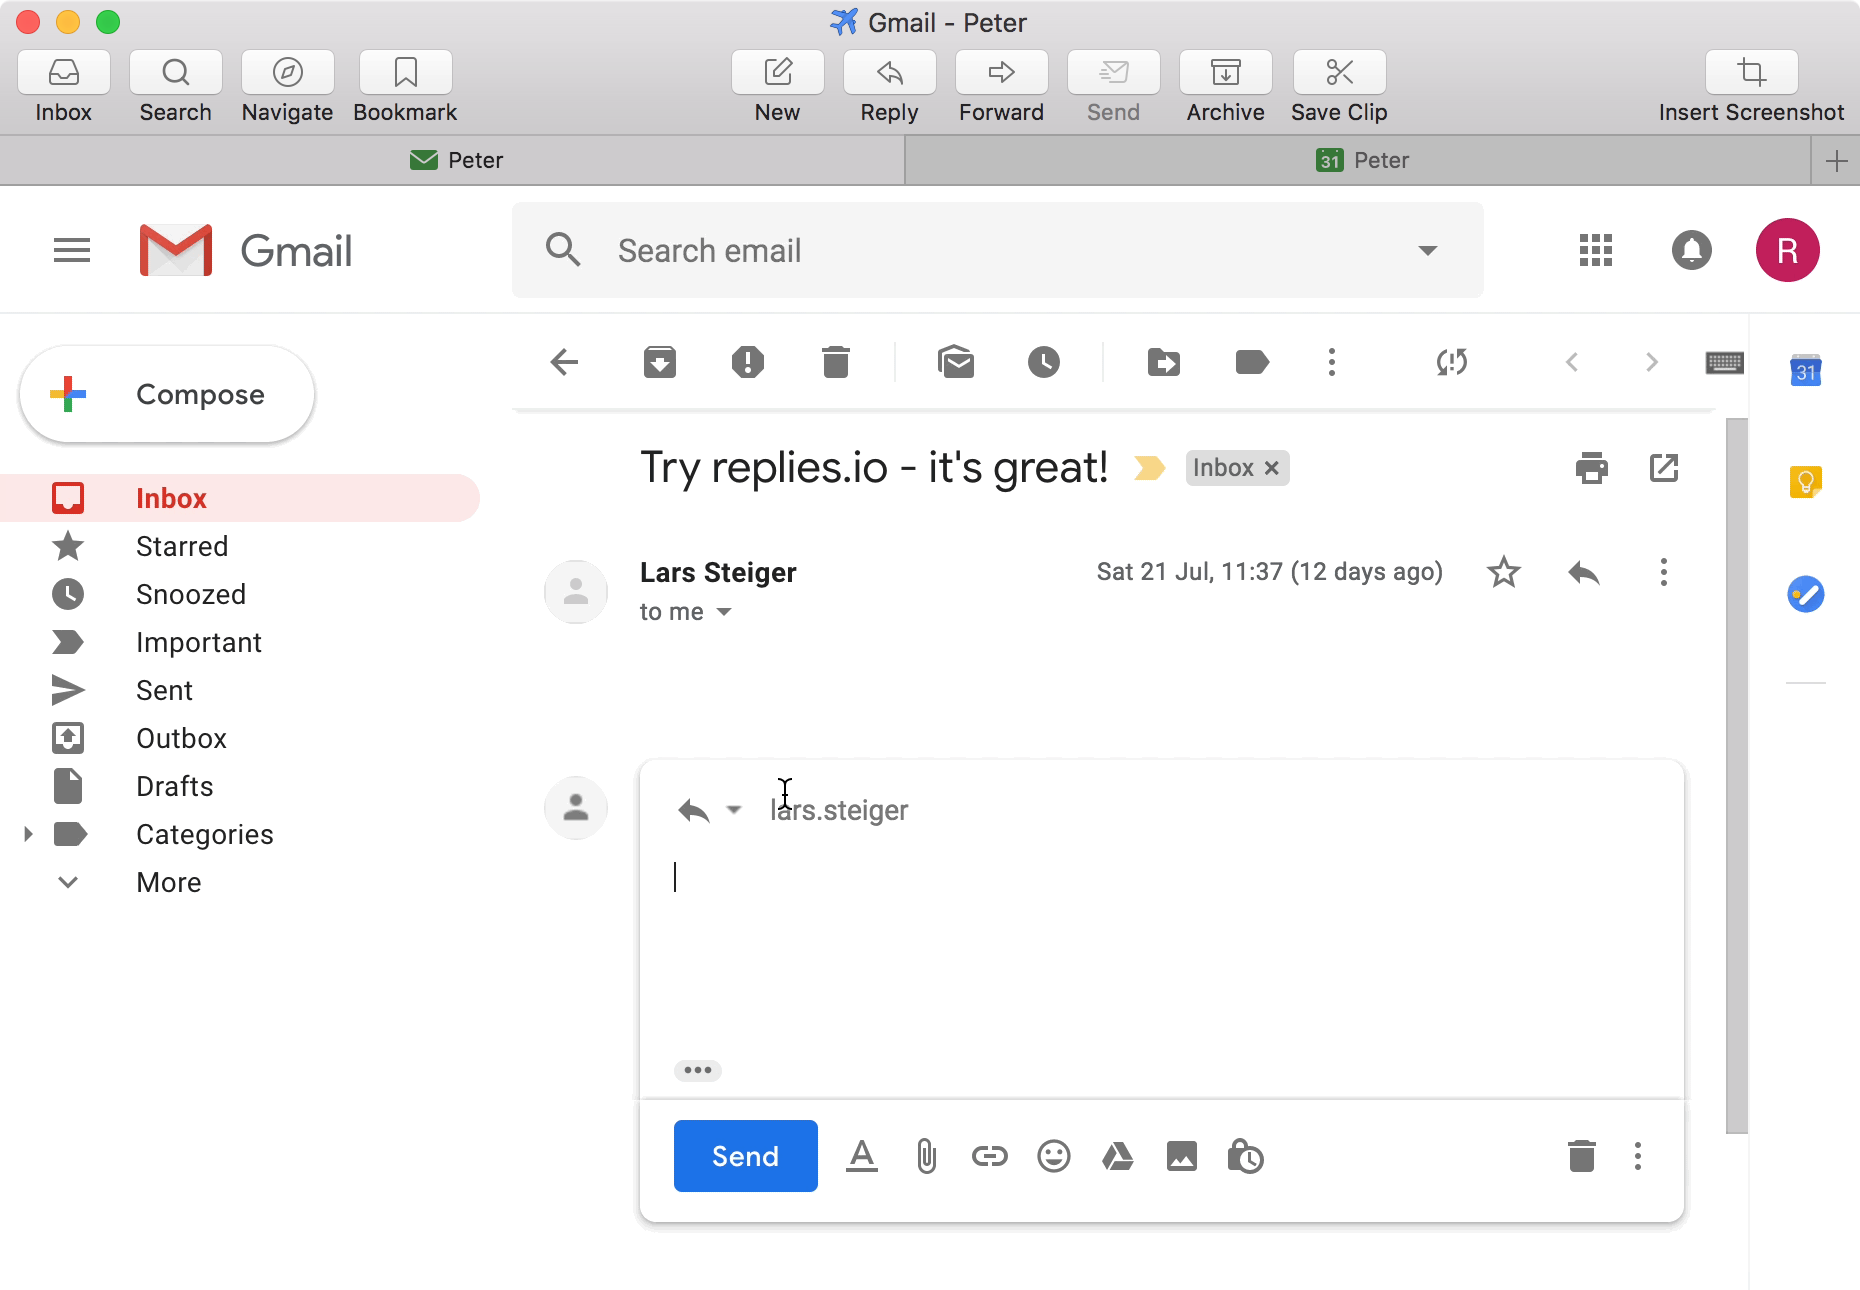 Gmail - Peter
Inbox Search Navigate Bookmark New Reply Forward Send Archive Save Clip Insert Screenshot
Peter 31 Peter
Gmail Search email R
Compose
31
Try replies.io - it's great! Inbox
Inbox
Starred
Lars Steiger Sat 21 Jul, 11:37 (12 days ago)
to me
Snoozed
Important
Sent
Outbox
Drafts
lars.steiger
Categories
More
Send